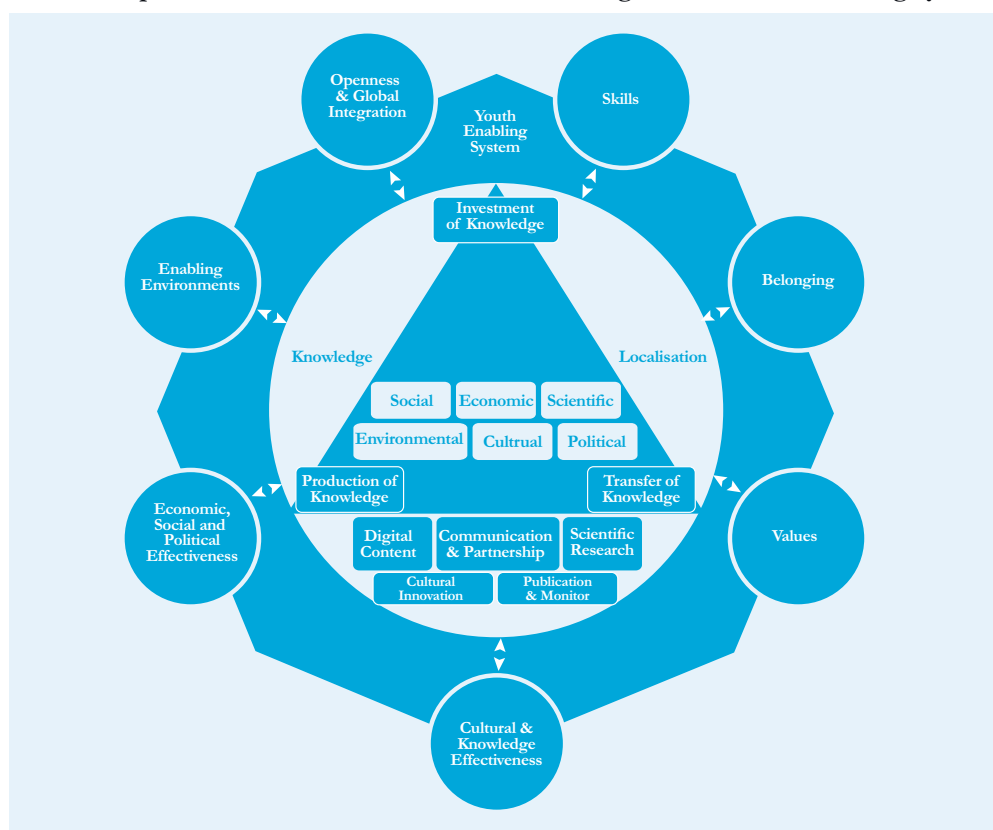 Openness
& Global
Integration
Youth
Enabling
System
Skills
Investment
of Knowledge
Enabling
Environments
Belonging
Knowledge
Localisation
Social
Economic
Scientific
Environmental
Cultrual
Political
Production of
Knowledge
Transfer of
Knowledge
Economic,
Social and
Political
Effectiveness
Digital
Content
Communication
& Partnership
Scientific
Research
Values
Cultural
Innovation
Publication
& Monitor
Cultural &
Knowledge
Effectiveness